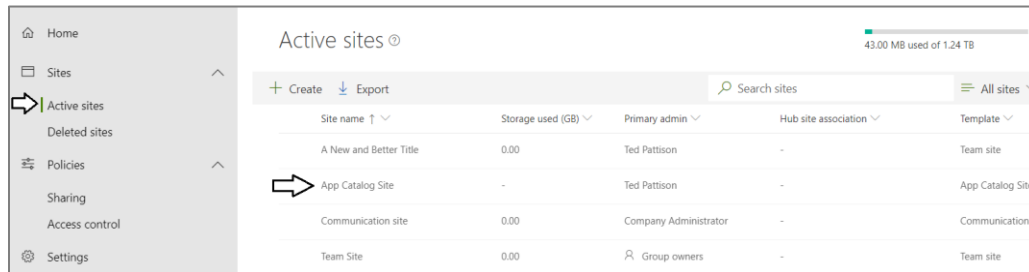 Home
Sites
Active sites
Deleted sites
Policies
Sharing
Access control
Settings
Active sites
43.00 MB used of 1.24 TB
Create Export Search sites All sites
Site name ↑ Storage used (GB) Primary admin Hub site association Template
A New and Better Title 0.00 Ted Pattison - Team site
App Catalog Site - Ted Pattison - App Catalog Site
Communication site 0.00 Company Administrator - Communication
Team Site 0.00 Group owners - Team site